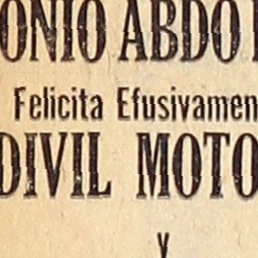 ONIO ABDO
Felicita Efusivamen
DIVIL MOTO
y